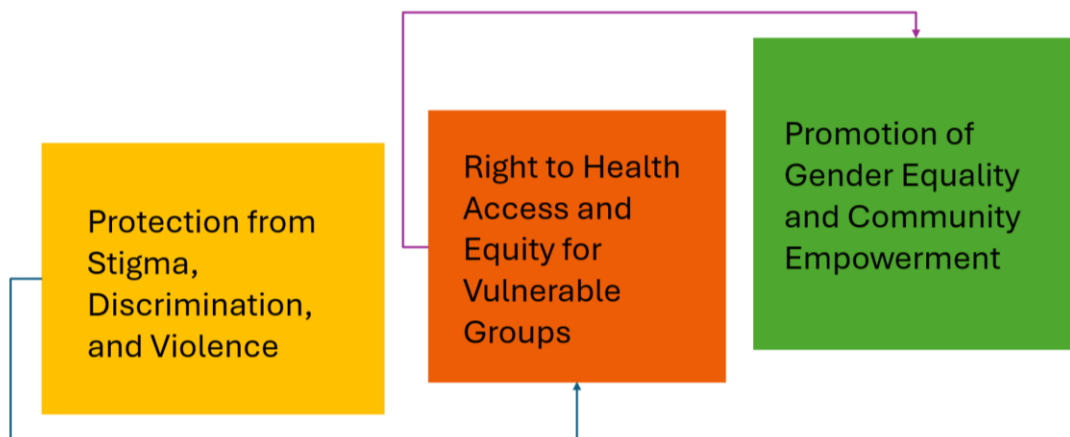 Protection from
Stigma,
Discrimination,
and Violence
Right to Health
Access and
Equity for
Vulnerable
Groups
Promotion of
Gender Equality
and Community
Empowerment